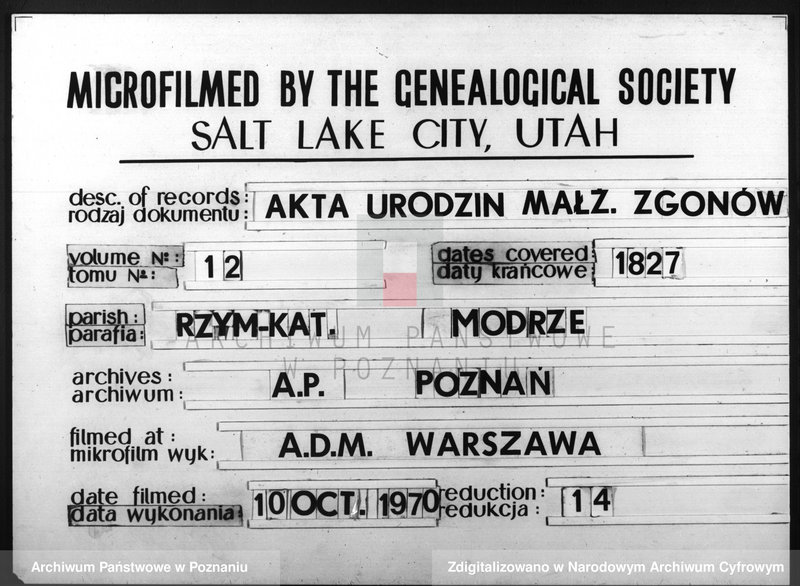 MICROFILMED BY THE GENEALOGICAL SOCIETY
SALT LAKE CITY, UTAH
desc. of records: AKTA URODZIN MAŁŻ. ZGONÓW
rodzaj dokumentu:
volume No: 12 dates covered: 1827
tomu No: daty krańcowe:
parish: RZYM-KAT. MODRZE
parafia:
ARCHIWUM PAŃSTWOWE
W POZNANIU
archives: A.P. POZNAŃ
archiwum:
filmed at: A.D.M. WARSZAWA
mikrofilm wyk:
date filmed: 10 OCT. 1970 reduction: 14
data wykonania: redukcja:
Archiwum Państwowe w Poznaniu Zdigitalizowano w Narodowym Archiwum Cyfrowym